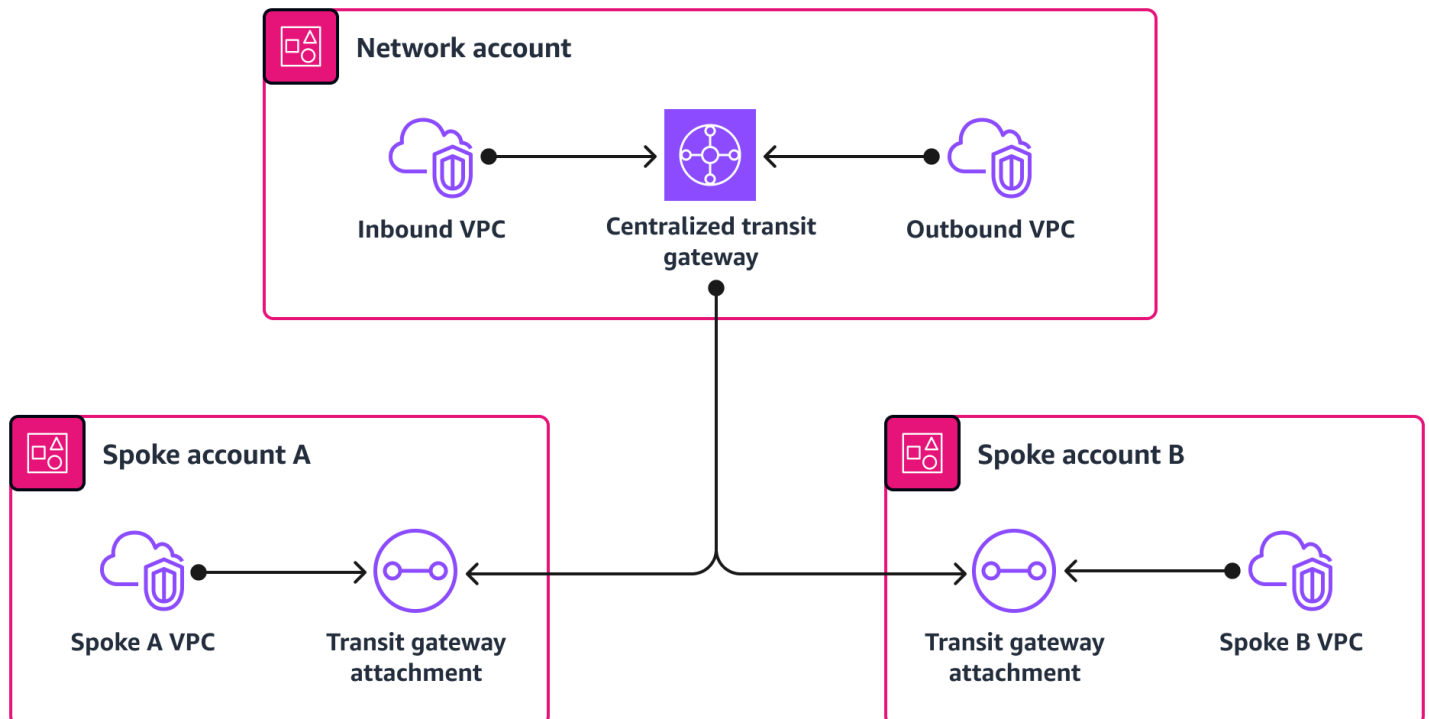 Network account
Inbound VPC
Centralized transit
gateway
Outbound VPC
Spoke account A
Spoke A VPC
Transit gateway
attachment
Spoke account B
Transit gateway
attachment
Spoke B VPC